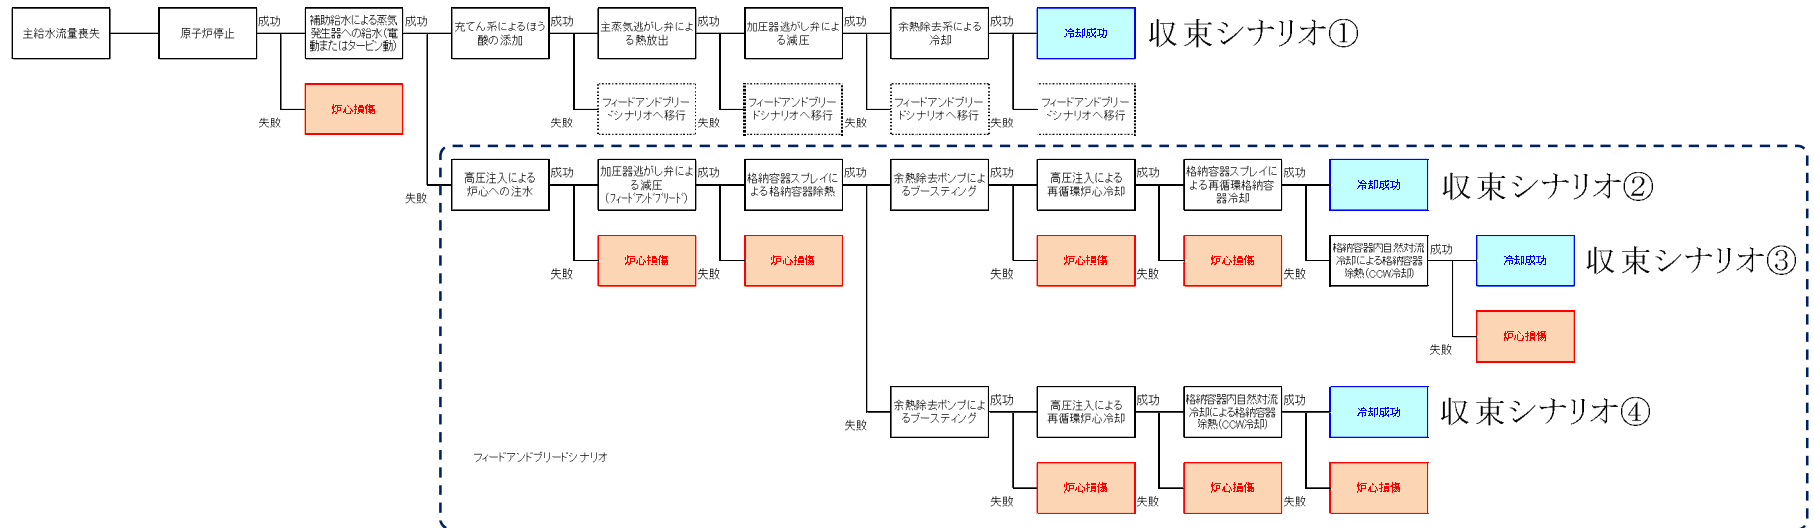 主給水流量喪失
原子炉停止
成功
補助給水による蒸気
発生器への給水(電
動またはタービン動)
成功
充てん系によるほう
酸の添加
成功
主蒸気逃がし弁によ
る熱放出
成功
加圧器逃がし弁によ
る減圧
成功
余熱除去系による
冷却
成功
冷却成功
収束シナリオ①
失敗
炉心損傷
失敗
フィードアンドブリー
ドシナリオへ移行
失敗
フィードアンドブリー
ドシナリオへ移行
失敗
フィードアンドブリー
ドシナリオへ移行
失敗
フィードアンドブリー
ドシナリオへ移行
失敗
高圧注入による
炉心への注水
成功
加圧器逃がし弁によ
る減圧
(フィードアンドブリード)
成功
格納容器スプレイに
よる格納容器除熱
成功
余熱除去ポンプによ
るブースティング
成功
高圧注入による
再循環炉心冷却
成功
格納容器スプレイに
よる再循環格納容
器冷却
成功
冷却成功
収束シナリオ②
失敗
炉心損傷
失敗
炉心損傷
失敗
炉心損傷
失敗
炉心損傷
失敗
格納容器内自然対流
冷却による格納容器
除熱(CCW冷却)
成功
冷却成功
収束シナリオ③
失敗
炉心損傷
失敗
余熱除去ポンプによ
るブースティング
成功
高圧注入による
再循環炉心冷却
成功
格納容器内自然対流
冷却による格納容器
除熱(CCW冷却)
成功
冷却成功
収束シナリオ④
フィードアンドブリードシナリオ
失敗
炉心損傷
失敗
炉心損傷
失敗
炉心損傷